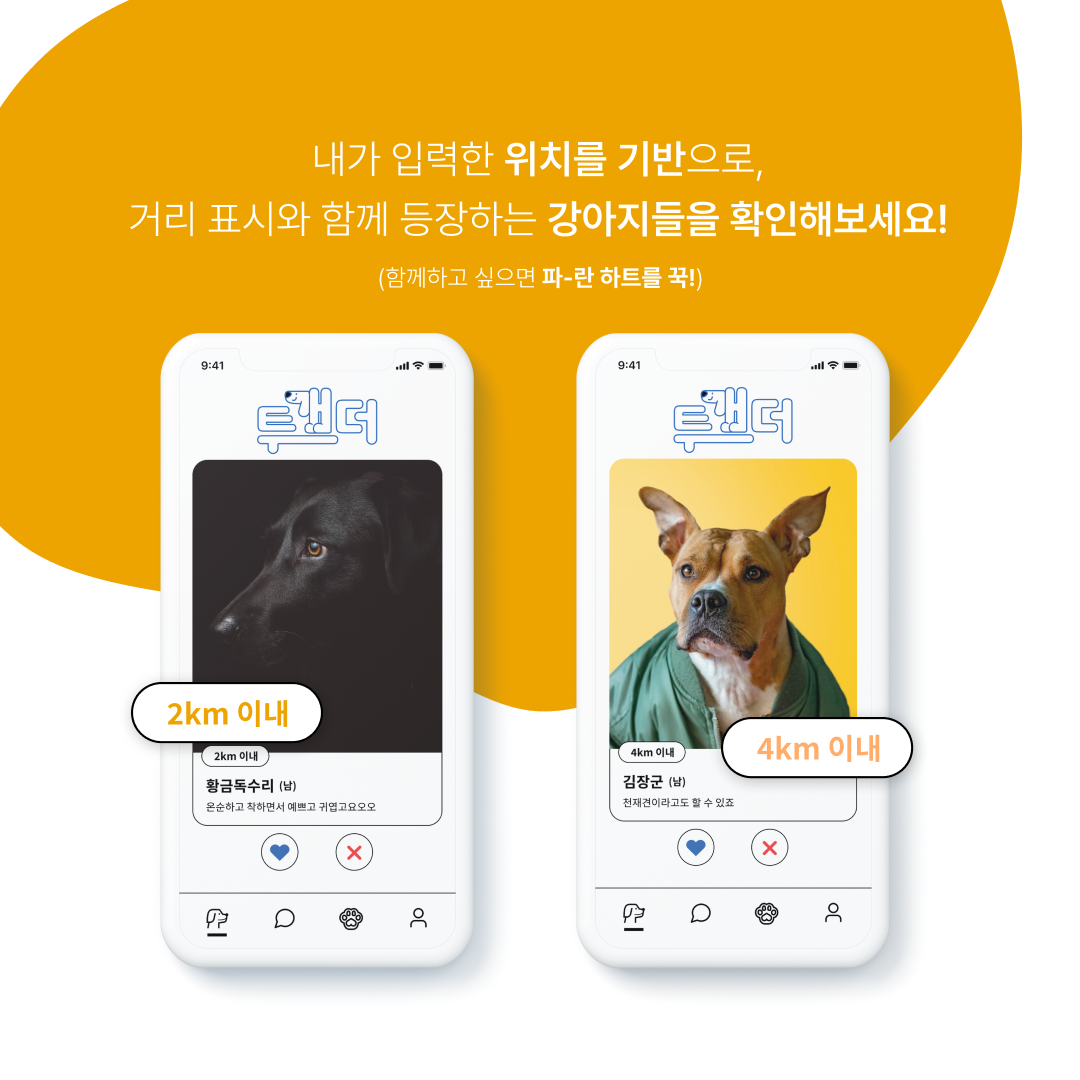 내가 입력한 위치를 기반으로,
거리 표시와 함께 등장하는 강아지들을 확인해보세요!
(함께하고 싶으면 파-란 하트를 꾹!)
9:41
투갬더
2km 이내
2km 이내
황금독수리 (남)
온순하고 착하면서 예쁘고 귀엽고요오오
9:41
투갬더
4km 이내
4km 이내
김장군 (남)
천재견이라고도 할 수 있죠